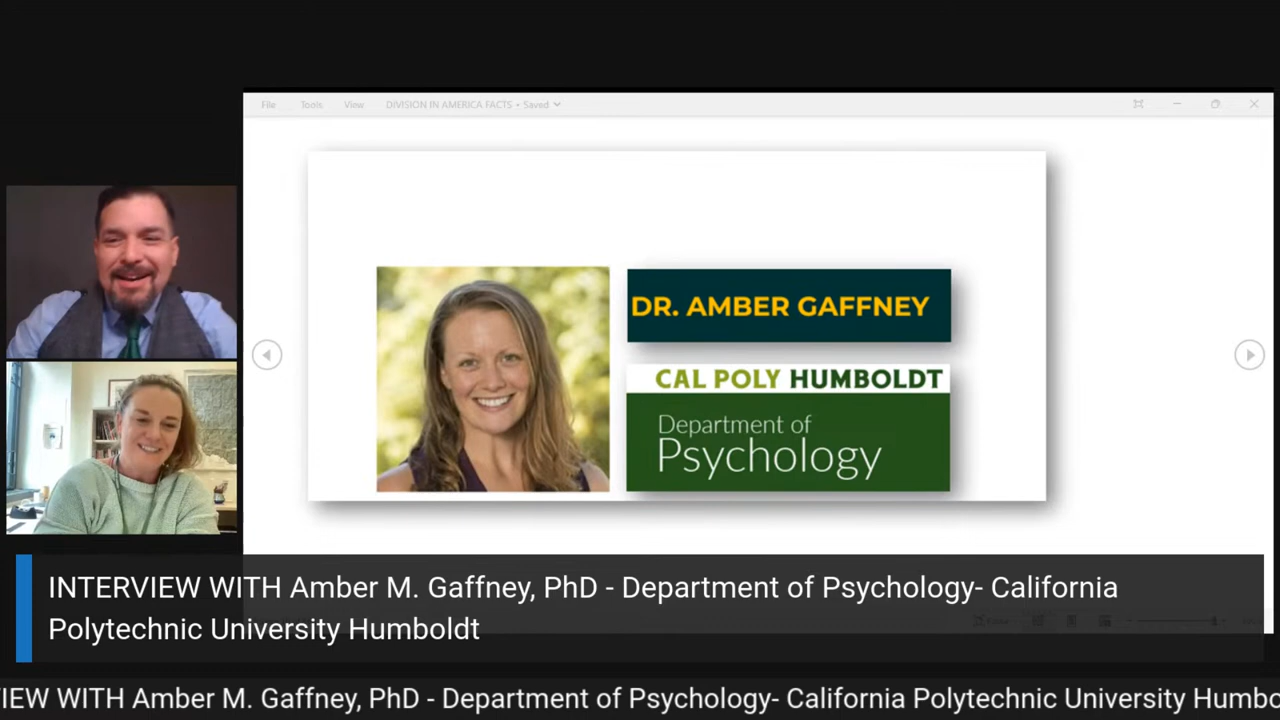 File Tools View DIVISION IN AMERICA FACTS • Saved
DR. AMBER GAFFNEY
CAL POLY HUMBOLDT
Department of
Psychology
INTERVIEW WITH Amber M. Gaffney, PhD - Department of Psychology- California
Polytechnic University Humboldt
IEW WITH Amber M. Gaffney, PhD - Department of Psychology- California Polytechnic University Humbo